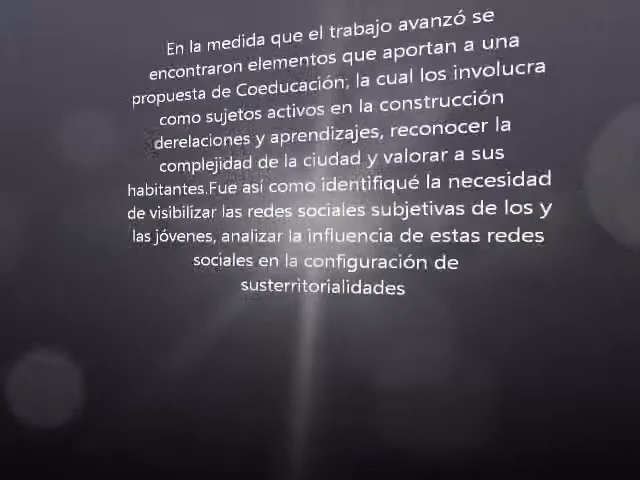 En la medida que el trabajo avanzó se
encontraron elementos que aportan a una
propuesta de Coeducación; la cual los involucra
como sujetos activos en la construcción
derelaciones y aprendizajes, reconocer la
complejidad de la ciudad y valorar a sus
habitantes.Fue así como identifiqué la necesidad
de visibilizar las redes sociales subjetivas de los y
las jóvenes, analizar la influencia de estas redes
sociales en la configuración de
susterritorialidades